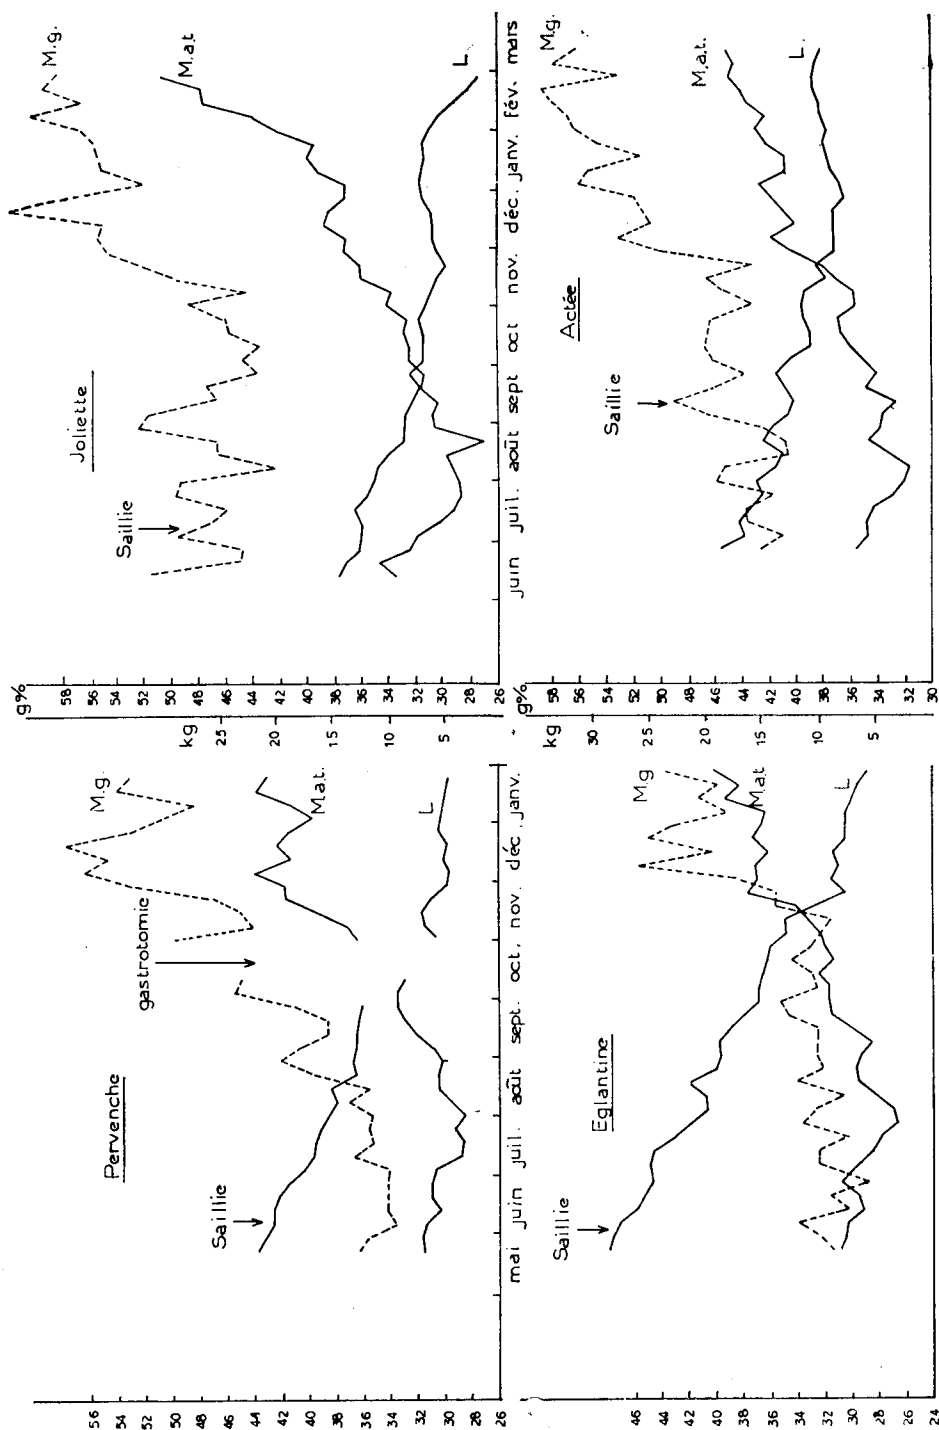 M.g.
M.a.t.
L
Pervenche
gastrotomie
Saillie
56
54
52
50
48
46
44
42
40
38
36
34
32
30
28
26
mai juin juil. août sept. oct. nov. déc. janv.
g%
kg
25
20
15
10
5
58
56
54
52
50
48
46
44
42
40
38
36
34
32
30
28
26
Joliette
Saillie
M.g.
M.a.t
L
juin juil. août sept oct nov. déc. janv. fév. mars
Eglantine
Saillie
M.g
M.a.t
L
46
44
42
40
38
36
34
32
30
28
26
24
g%
kg
30
25
20
15
10
5
58
56
54
52
50
48
46
44
42
40
38
36
34
32
30
Actée
Saillie
M.g.
M.a.t.
L